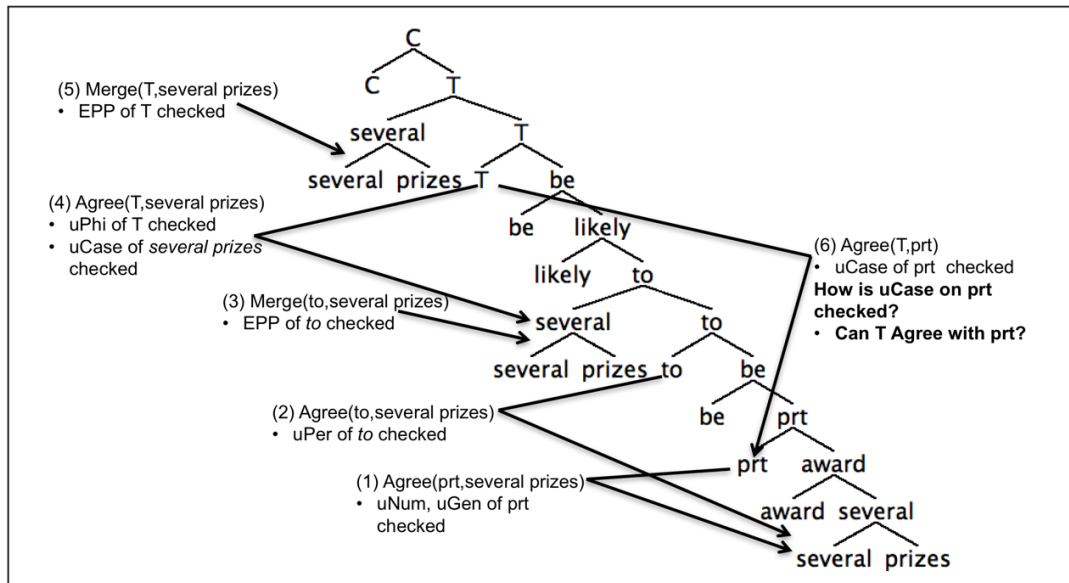 C
C T
(5) Merge(T,several prizes)
• EPP of T checked
several T
several prizes T be
(4) Agree(T,several prizes)
• uPhi of T checked
• uCase of several prizes
checked
be likely
likely to
(6) Agree(T,prt)
• uCase of prt checked
How is uCase on prt
checked?
• Can T Agree with prt?
(3) Merge(to,several prizes)
• EPP of to checked
several to
several prizes to be
(2) Agree(to,several prizes)
• uPer of to checked
be prt
prt award
(1) Agree(prt,several prizes)
• uNum, uGen of prt
checked
award several
several prizes